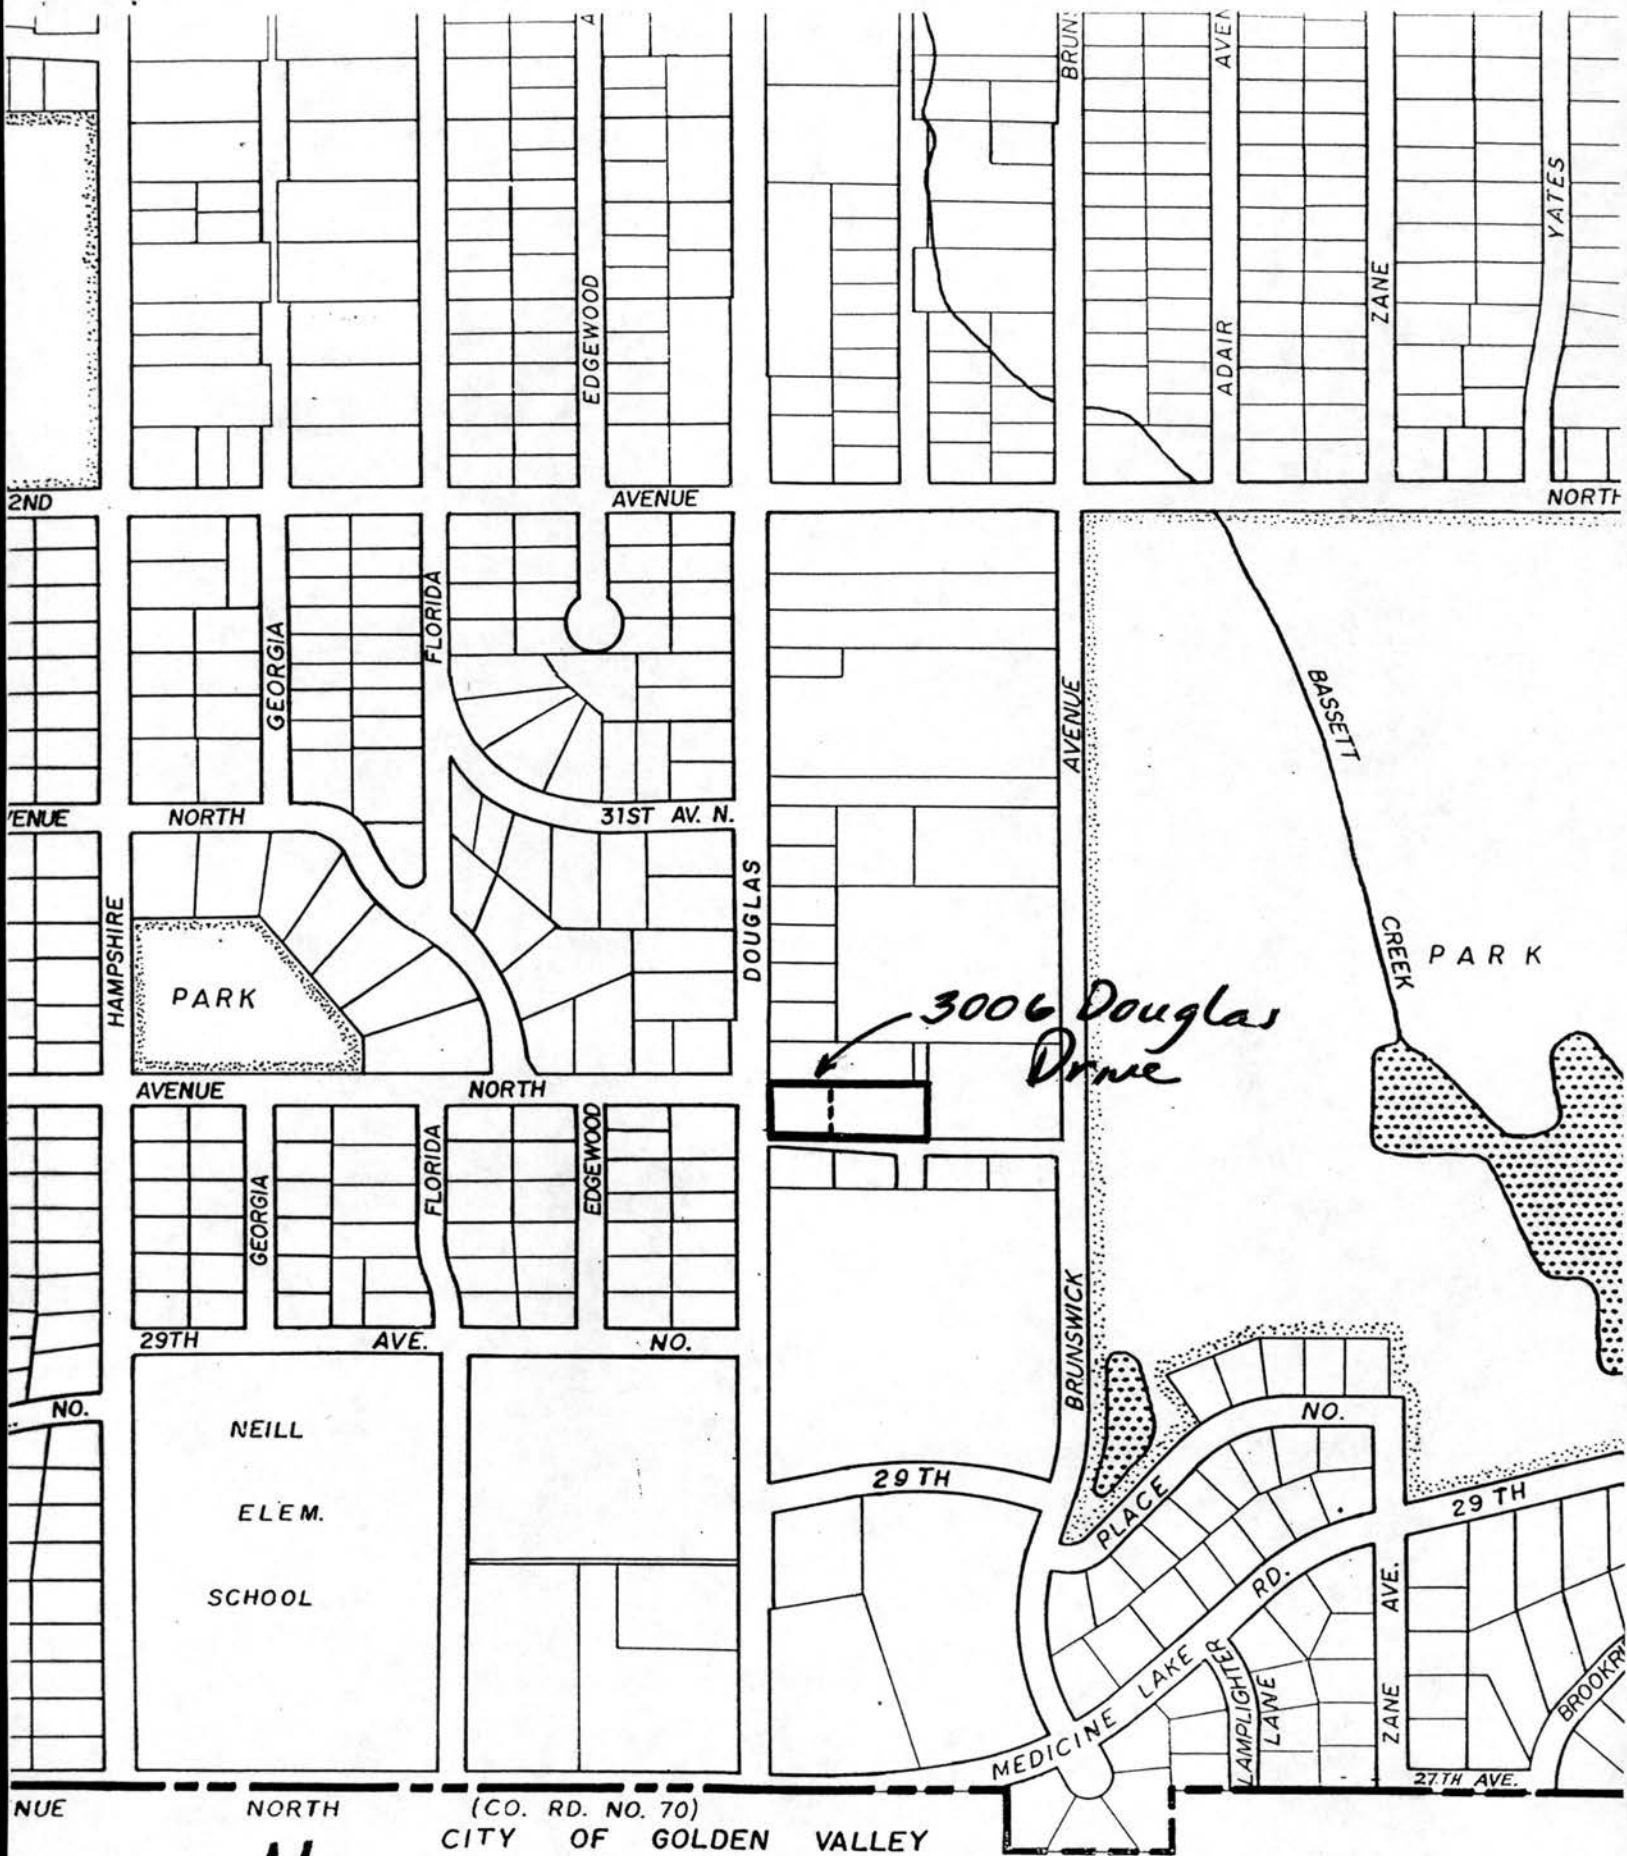 A
BRUNS
AVEN
YATES
ZANE
EDGEWOOD
ADAIR
2ND
AVENUE
NORTH
FLORIDA
GEORGIA
BASSETT
AVENUE
VENUE
NORTH
31ST AV. N.
DOUGLAS
HAMPSHIRE
CREEK
PARK
PARK
3006 Douglas
Drive
AVENUE
NORTH
EDGEWOOD
FLORIDA
GEORGIA
BRUNSWICK
29TH
AVE.
NO.
NO.
NO.
NEILL
ELEM.
SCHOOL
29TH
PLACE
29TH
RD.
AVE.
LAKE
MEDICINE
LAMPLIGHTER
LANE
ZANE
BROOKRI
27TH AVE.
NUE
NORTH
(CO. RD. NO. 70)
CITY OF GOLDEN VALLEY